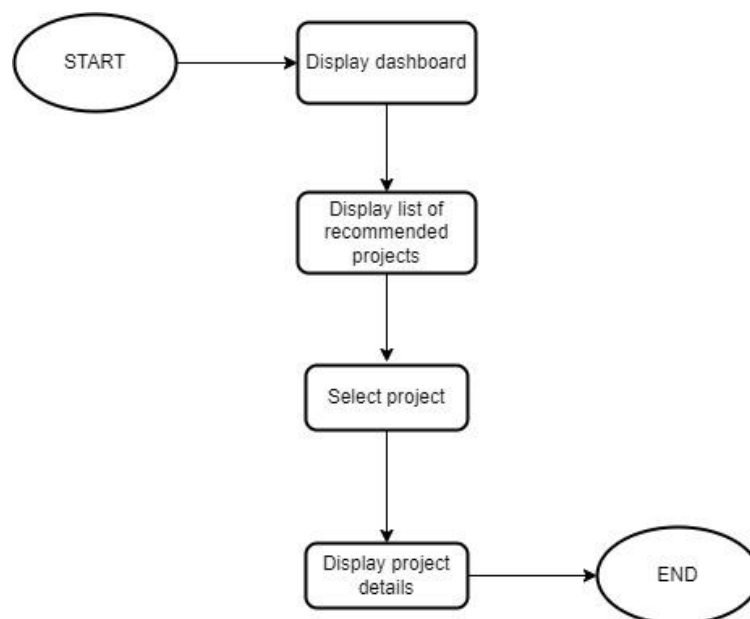 START
Display dashboard
Display list of
recommended
projects
Select project
Display project
details
END